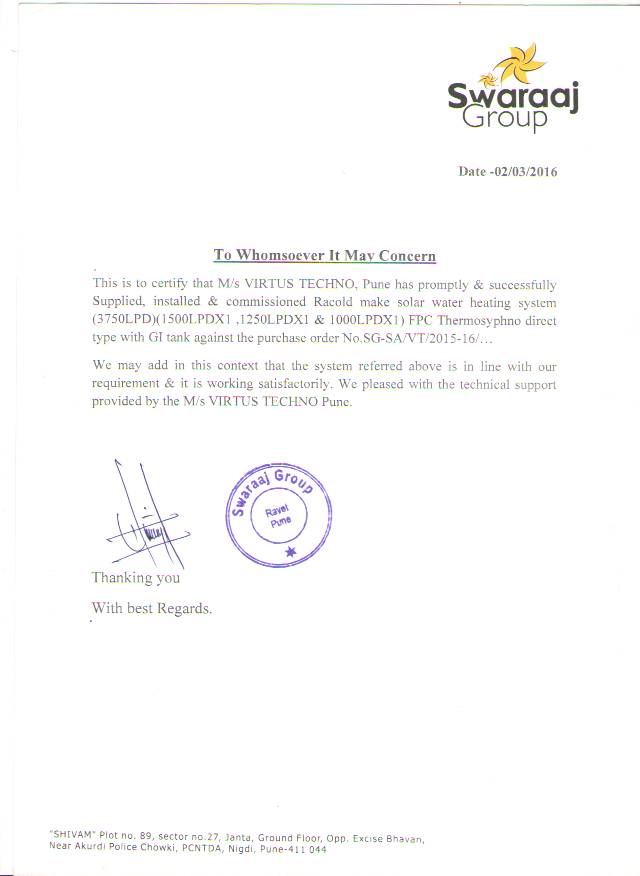 Swaraaj
Group
Date -02/03/2016
To Whomsoever It May Concern
This is to certify that M/s VIRTUS TECHNO, Pune has promptly & successfully
Supplied, installed & commissioned Racold make solar water heating system
(3750LPD)(1500LPDX1 ,1250LPDX1 & 1000LPDX1) FPC Thermosyphno direct
type with GI tank against the purchase order No.SG-SA/VT/2015-16/…
We may add in this context that the system referred above is in line with our
requirement & it is working satisfactorily. We pleased with the technical support
provided by the M/s VIRTUS TECHNO Pune.
Swaraaj Group
Ravet
Pune
Thanking you
With best Regards.
"SHIVAM" Plot no. 89, sector no.27, Janta, Ground Floor, Opp. Excise Bhavan,
Near Akurdi Police Chowki, PCNTDA, Nigdi, Pune-411 044